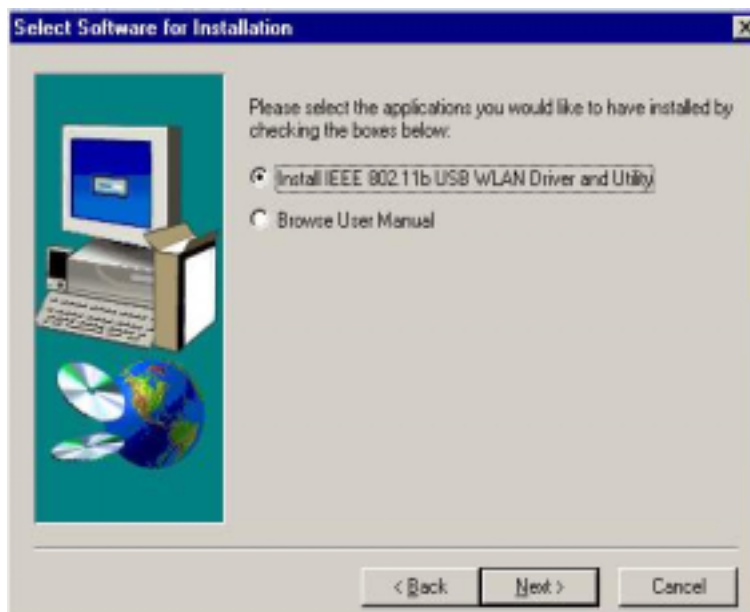 Select Software for Installation
Please select the applications you would like to have installed by
checking the boxes below:
Install IEEE 802.11b USB WLAN Driver and Utility
Browse User Manual
< Back
Next >
Cancel